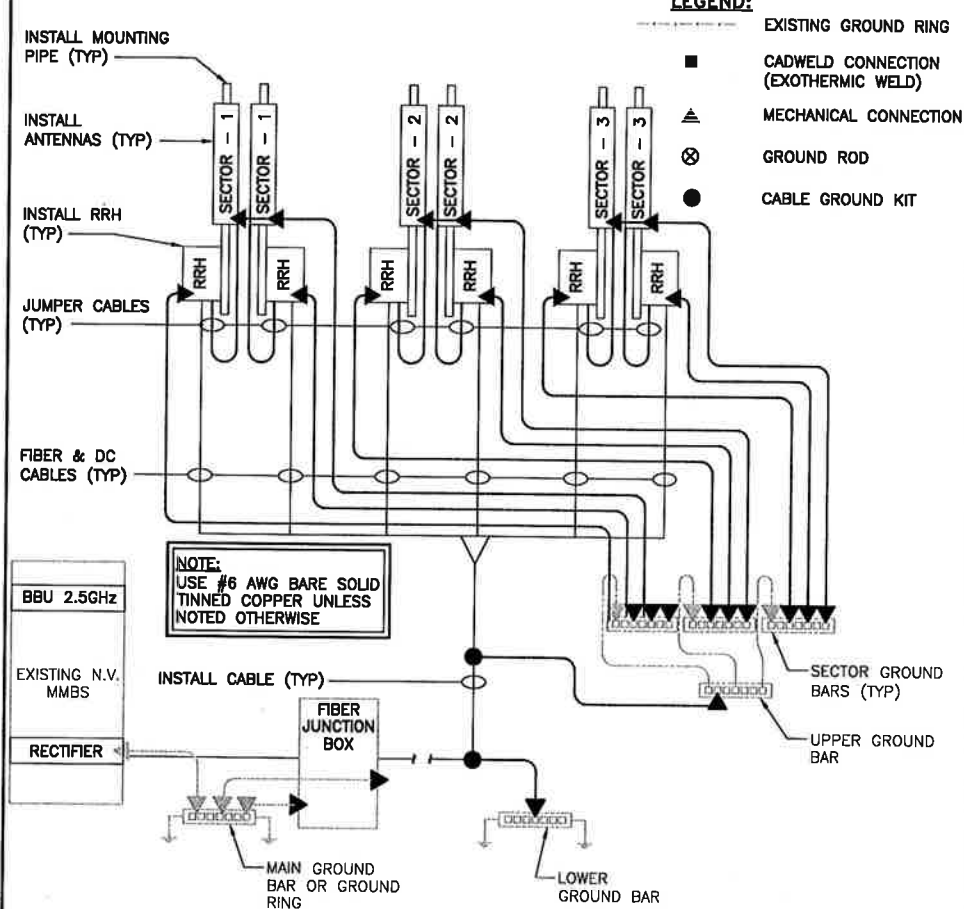 LEGEND:
EXISTING GROUND RING
CADWELD CONNECTION
(EXOTHERMIC WELD)
MECHANICAL CONNECTION
GROUND ROD
CABLE GROUND KIT
INSTALL MOUNTING
PIPE (TYP)
INSTALL
ANTENNAS (TYP)
INSTALL RRH
(TYP)
JUMPER CABLES
(TYP)
FIBER & DC
CABLES (TYP)
SECTOR - 1
SECTOR - 1
SECTOR - 2
SECTOR - 2
SECTOR - 3
SECTOR - 3
RRH
RRH
RRH
RRH
RRH
RRH
NOTE:
USE #6 AWG BARE SOLID
TINNED COPPER UNLESS
NOTED OTHERWISE
BBU 2.5GHz
EXISTING N.V.
MMBS
RECTIFIER
INSTALL CABLE (TYP)
FIBER
JUNCTION
BOX
SECTOR GROUND
BARS (TYP)
UPPER GROUND
BAR
MAIN GROUND
BAR OR GROUND
RING
LOWER
GROUND BAR